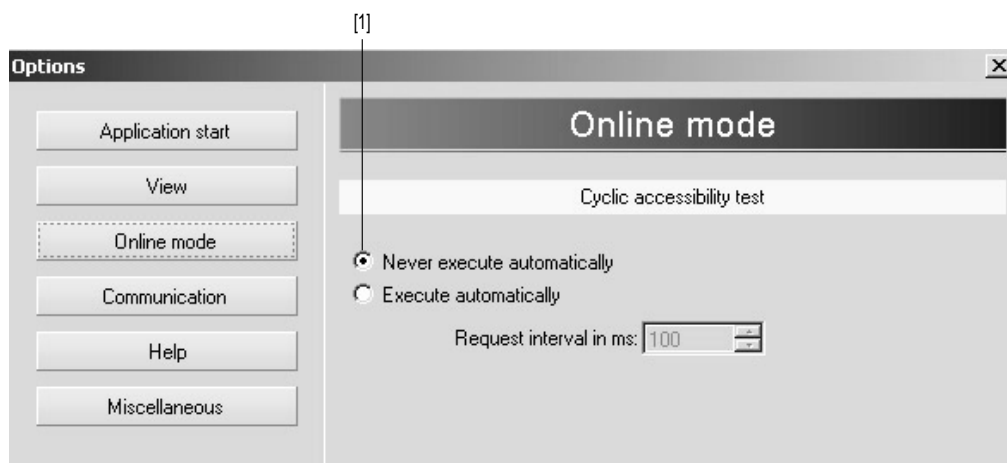 [1]
Options
Application start
View
Online mode
Communication
Help
Miscellaneous
Online mode
Cyclic accessibility test
Never execute automatically
Execute automatically
Request interval in ms: 100